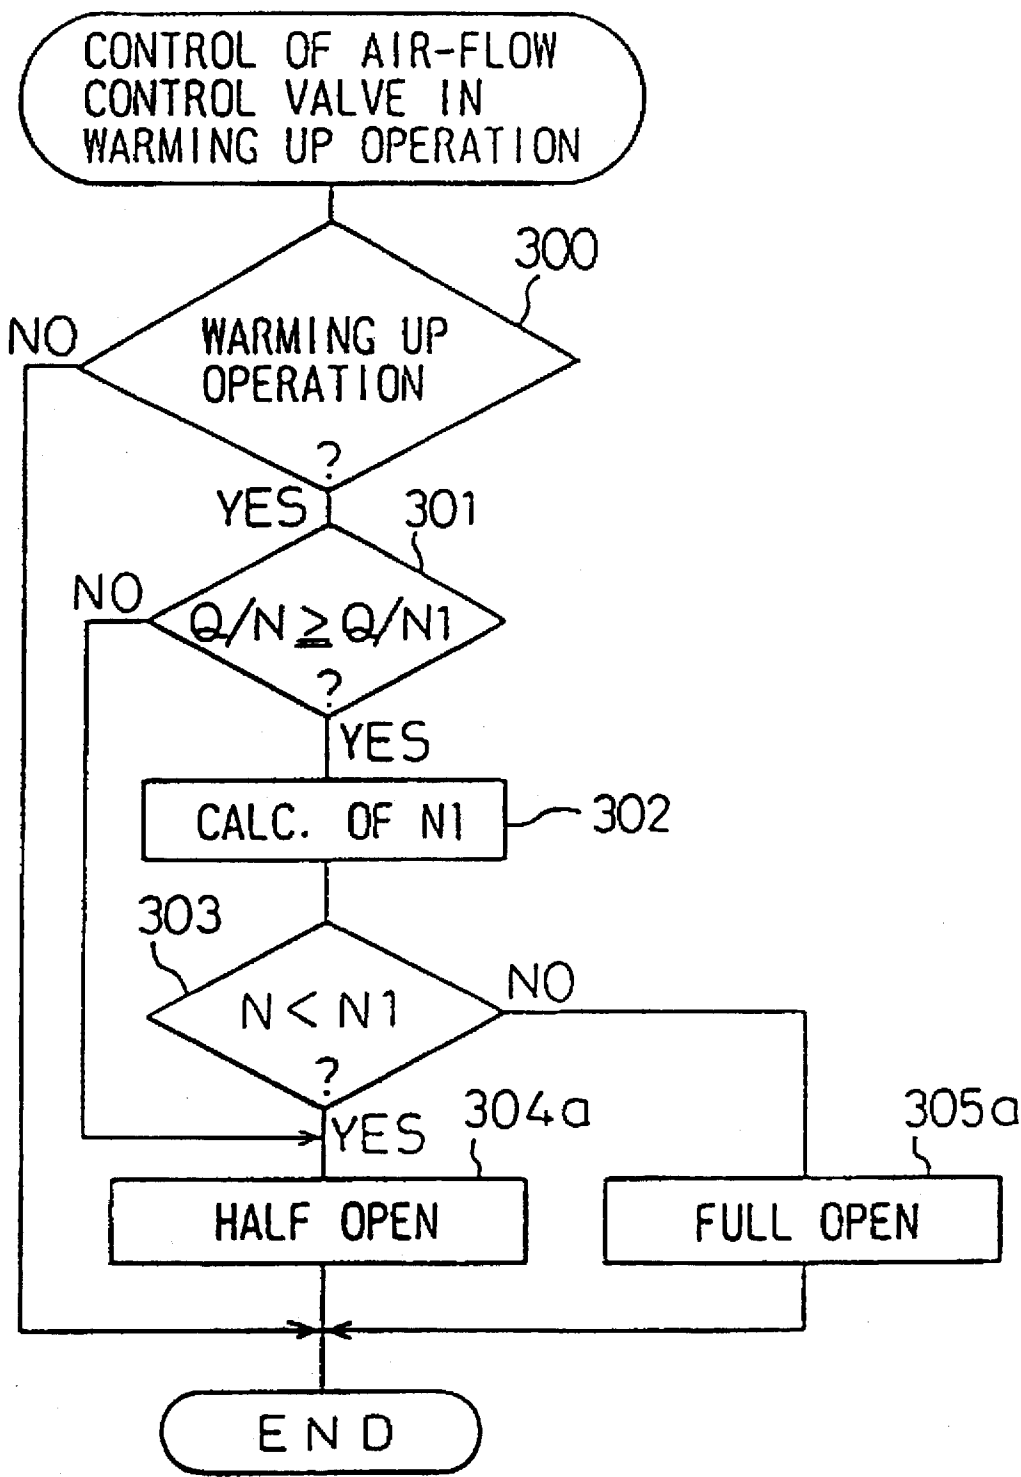 CONTROL OF AIR-FLOW
CONTROL VALVE IN
WARMING UP OPERATION
300
NO
WARMING UP
OPERATION
?
YES
301
NO
Q/N ≧ Q/N1
?
YES
CALC. OF N1
302
303
N < N1
NO
?
YES
304a
305a
HALF OPEN
FULL OPEN
END